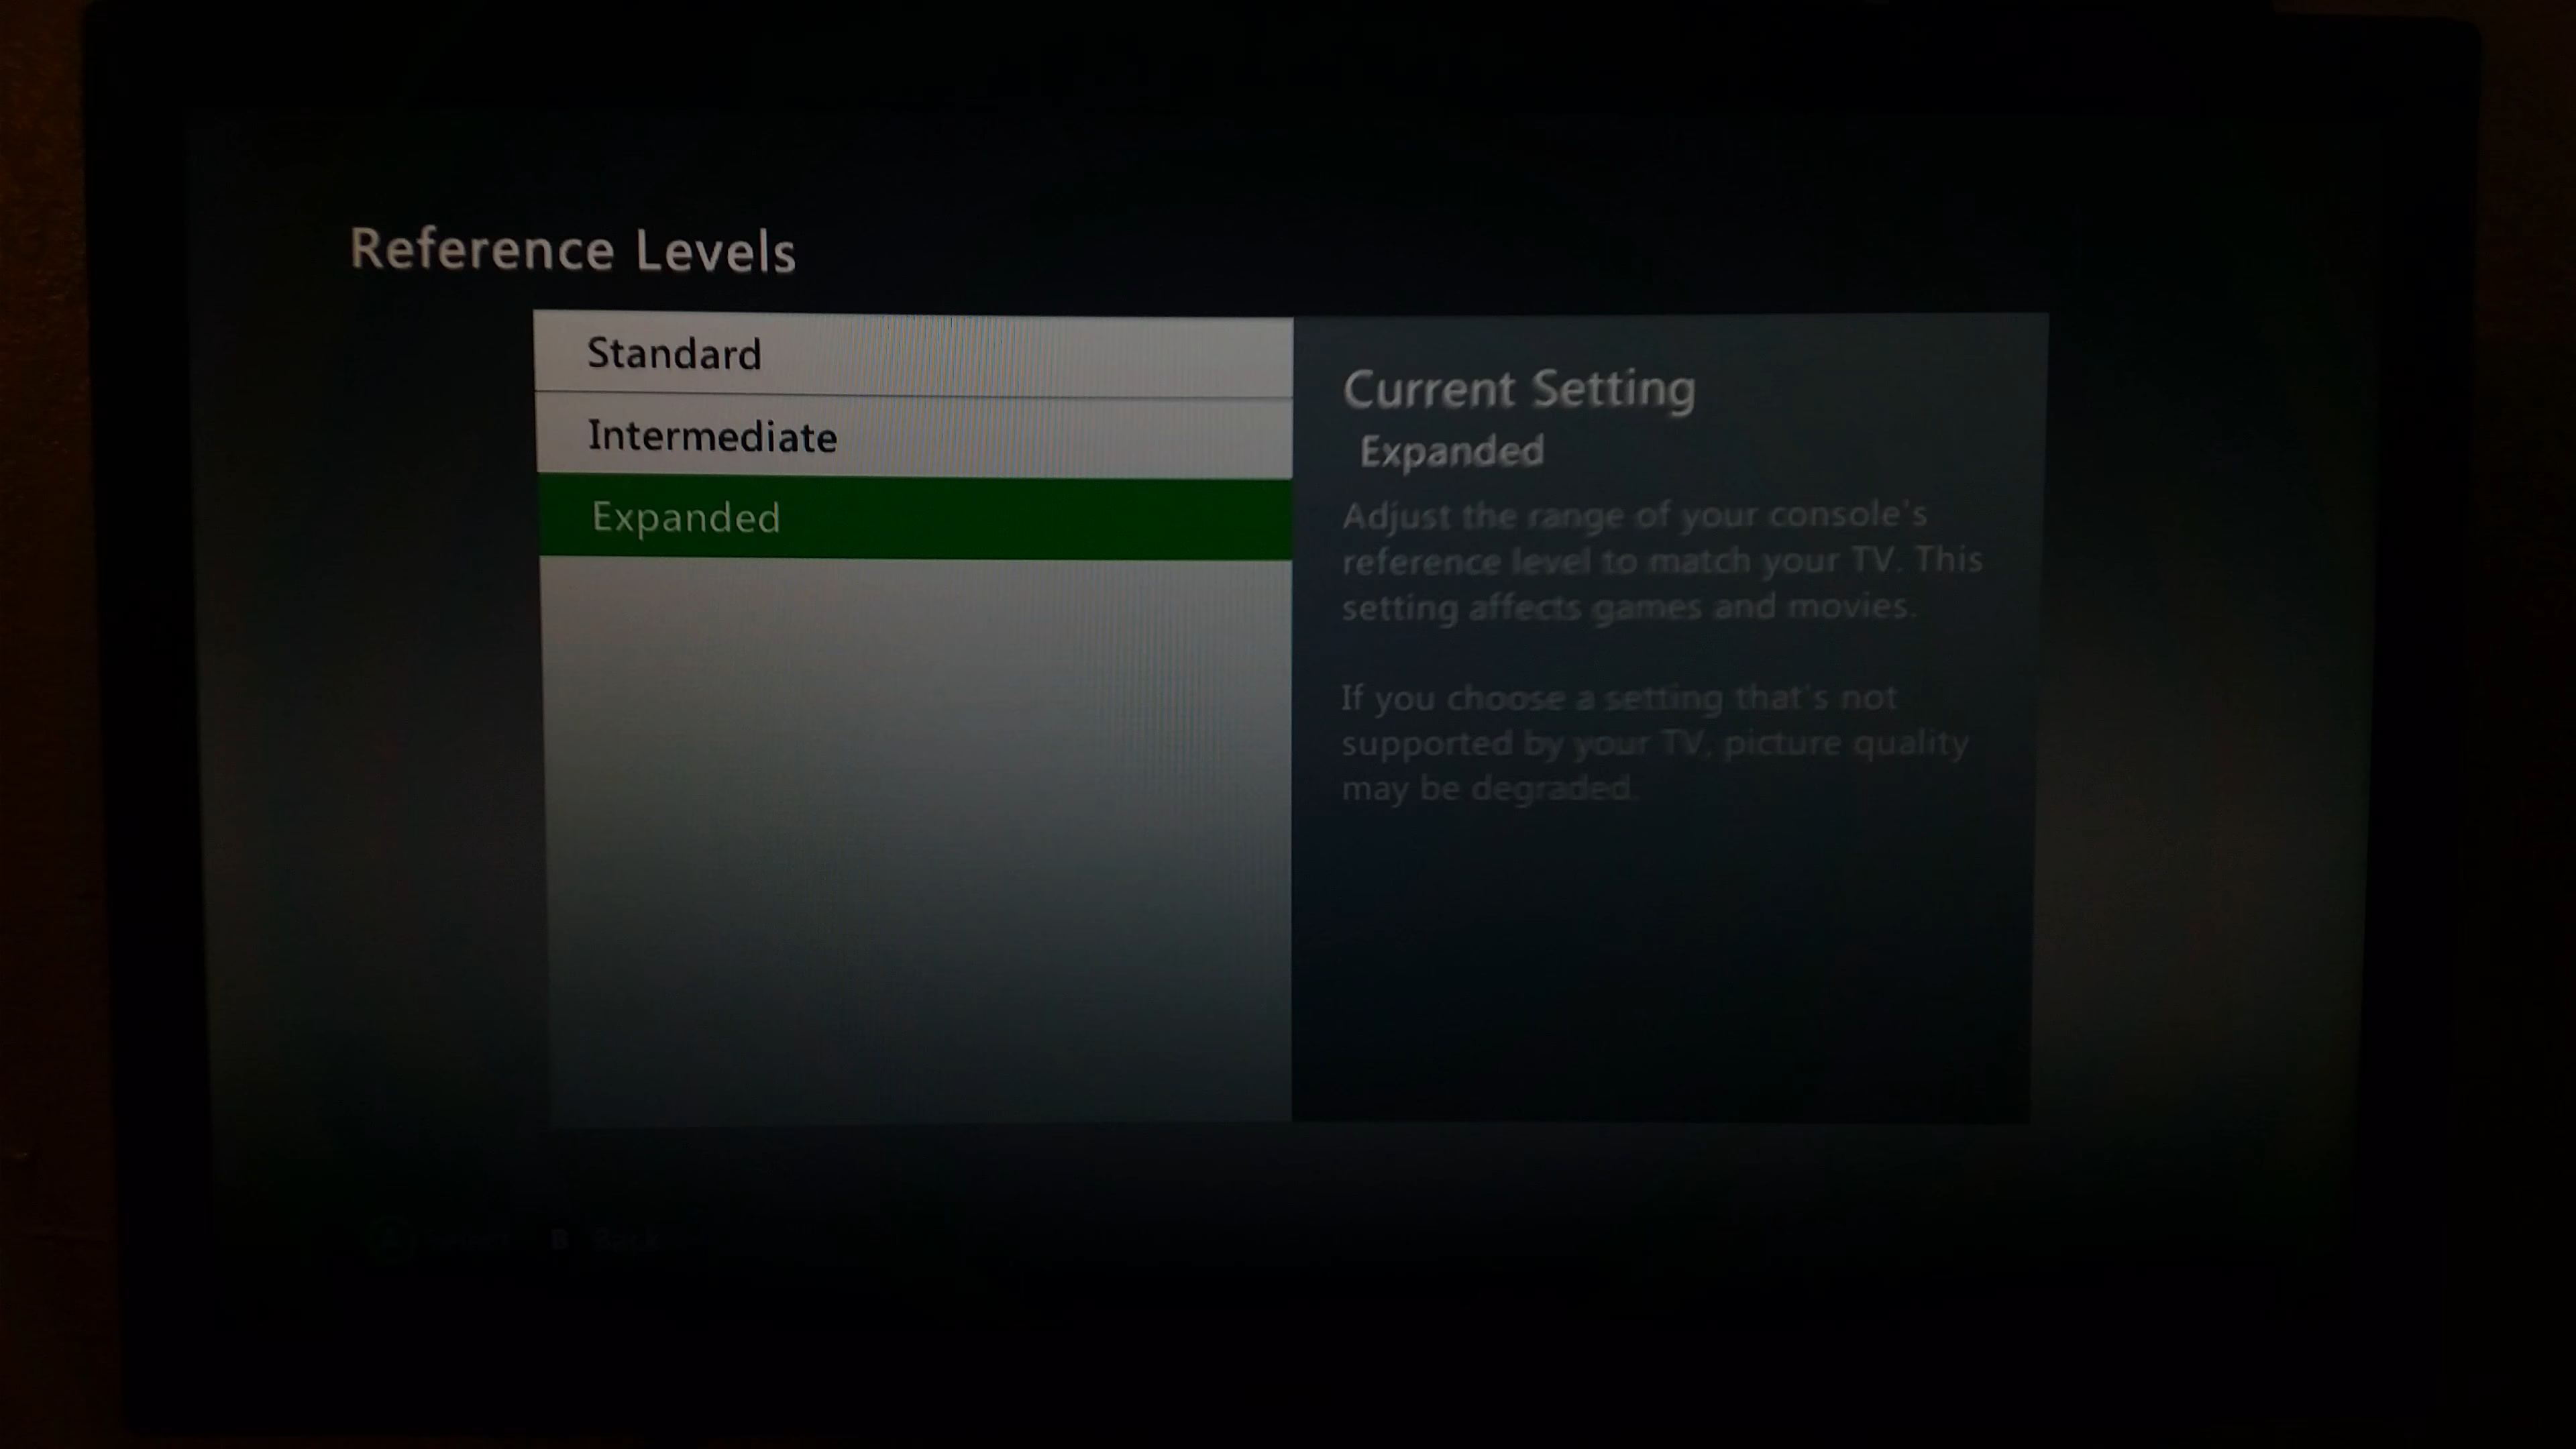 Reference Levels
Standard
Intermediate
Expanded
Current Setting
Expanded
Adjust the range of your console's
reference level to match your TV. This
setting affects games and movies.
If you choose a setting that's not
supported by your TV, picture quality
may be degraded.
B Back